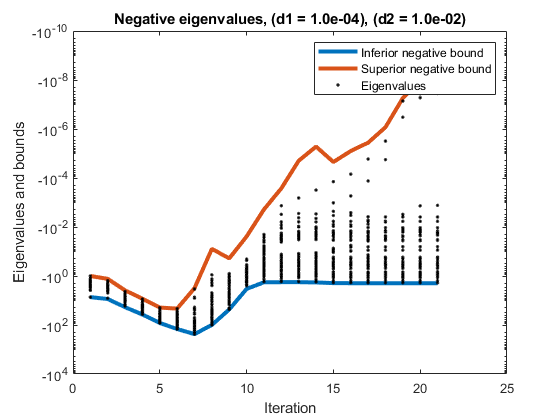 Negative eigenvalues, (d1 = 1.0e-04), (d2 = 1.0e-02)
Inferior negative bound
Superior negative bound
Eigenvalues
Eigenvalues and bounds
-10^-10
-10^-8
-10^-6
-10^-4
-10^-2
-10^0
-10^2
-10^4
0
5
10
15
20
25
Iteration